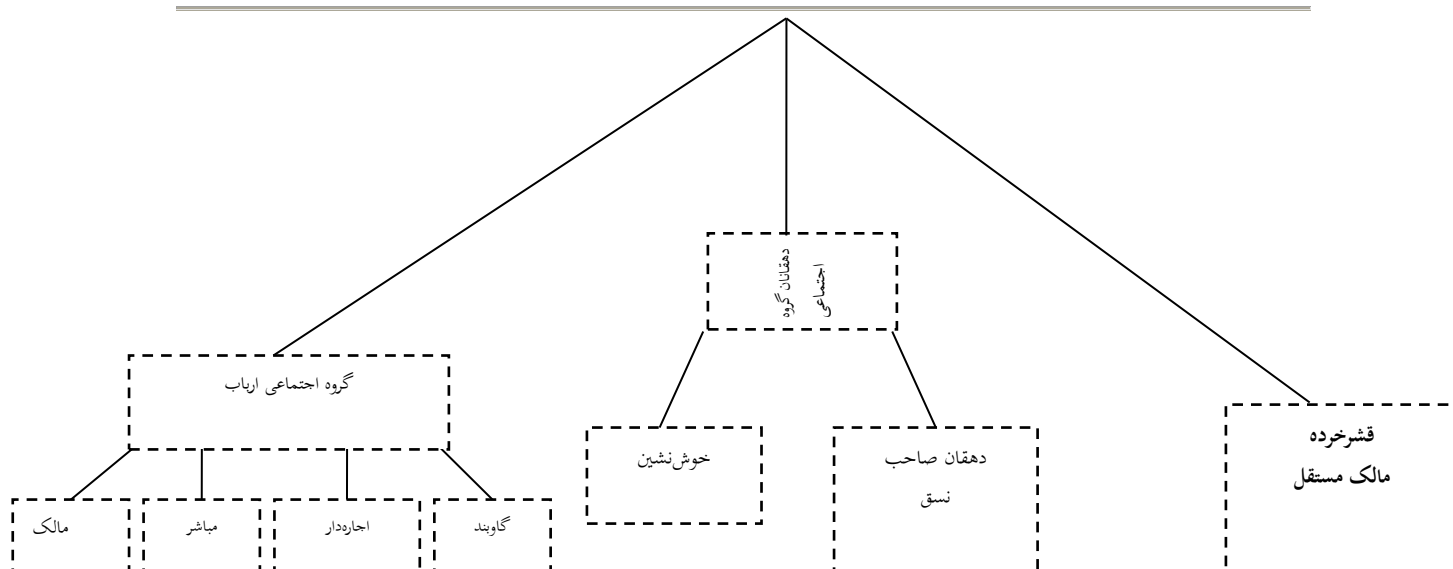 دهقانان گروه
اجتماعی
گروه اجتماعی ارباب
قشرخرده
مالک مستقل
دهقان صاحب
نسق
خوش‌نشین
گاوبند
اجاره‌دار
مباشر
مالک